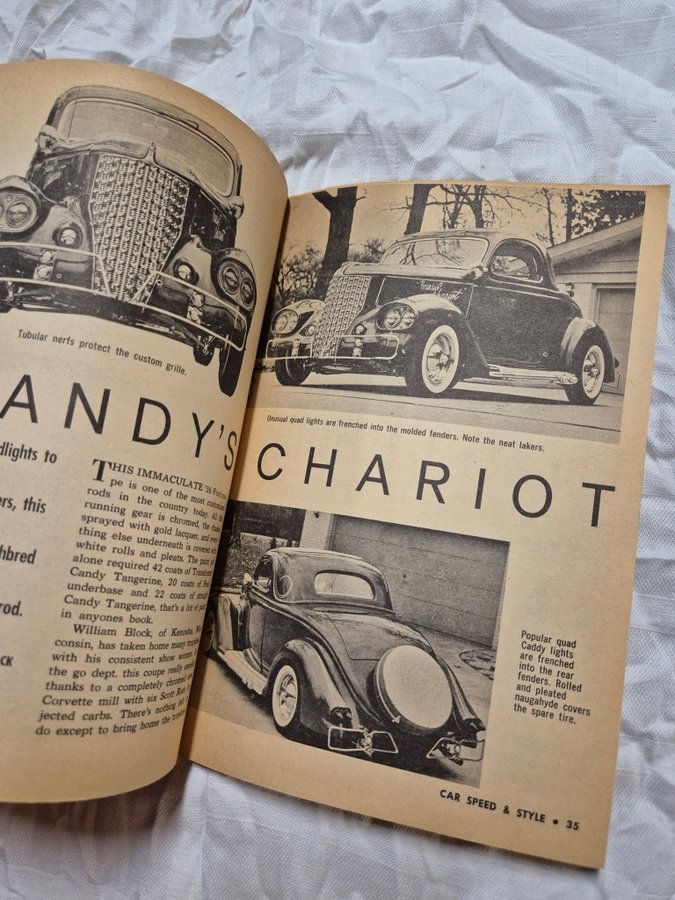 Tubular nerfs protect the custom grille.
ANDY'S
dlights to
ers, this
hbred
rod.
CK
THIS IMMACULATE '36 Ford
pe is one of the most customized
rods in the country today. All
running gear is chromed, the
sprayed with gold lacquer, and every
thing else underneath is covered
white rolls and pleats. The paint
alone required 42 coats of
Candy Tangerine, 20 coats of
underbase and 22 coats of
Candy Tangerine, that's a lot of
in anyones book.
William Block, of Kenosha,
consin, has taken home many
with his consistent show
the go dept. this coupe really
thanks to a completely chromed
Corvette mill with six Scott
jected carbs. There's nothing
do except to bring home the
Chariot
Unusual quad lights are frenched into the molded fenders. Note the neat lakers.
CHARIOT
Popular quad
Caddy lights
are frenched
into the rear
fenders. Rolled
and pleated
naugahyde covers
the spare tire.
CAR SPEED & STYLE • 35